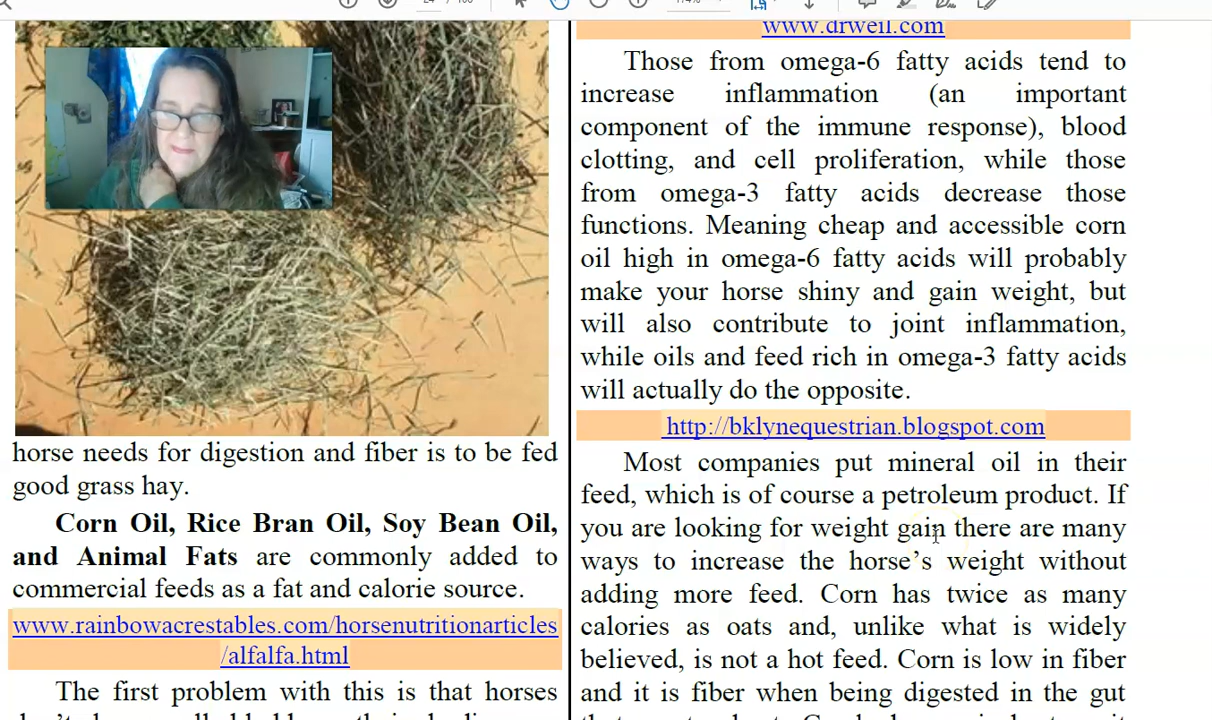 horse needs for digestion and fiber is to be fed
good grass hay.
Corn Oil, Rice Bran Oil, Soy Bean Oil,
and Animal Fats are commonly added to
commercial feeds as a fat and calorie source.
www.rainbowacrestables.com/horsenutritionarticles
/alfalfa.html
The first problem with this is that horses
www.drweil.com
Those from omega-6 fatty acids tend to
increase inflammation (an important
component of the immune response), blood
clotting, and cell proliferation, while those
from omega-3 fatty acids decrease those
functions. Meaning cheap and accessible corn
oil high in omega-6 fatty acids will probably
make your horse shiny and gain weight, but
will also contribute to joint inflammation,
while oils and feed rich in omega-3 fatty acids
will actually do the opposite.
http://bklynequestrian.blogspot.com
Most companies put mineral oil in their
feed, which is of course a petroleum product. If
you are looking for weight gain there are many
ways to increase the horse's weight without
adding more feed. Corn has twice as many
calories as oats and, unlike what is widely
believed, is not a hot feed. Corn is low in fiber
and it is fiber when being digested in the gut